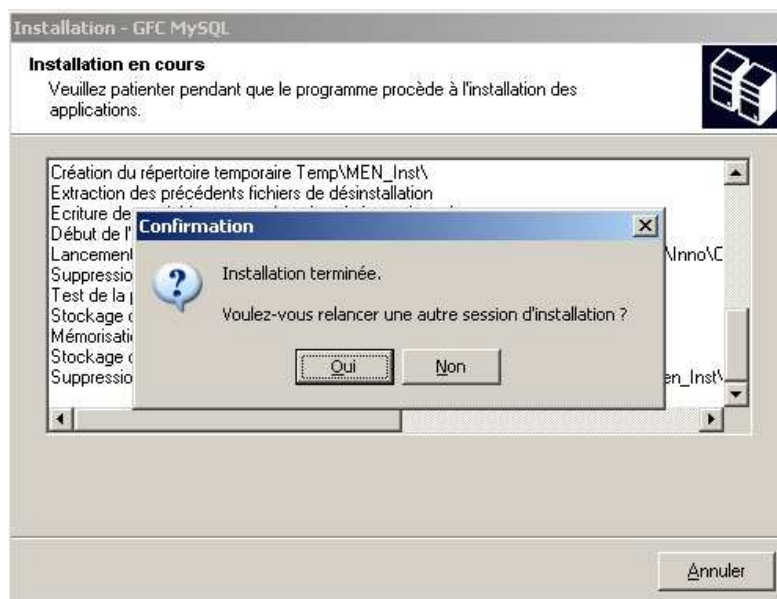 Installation - GFC MySQL
Installation en cours
Veuillez patienter pendant que le programme procède à l'installation des
applications.
Création du répertoire temporaire Temp\MEN_Inst\
Extraction des précédents fichiers de désinstallation
Ecriture de
Début de l'
Lancement \Inno\
Suppressio
Test de la
Stockage
Mémorisati
Stockage
Suppressio en_Inst\
Confirmation
Installation terminée.
Voulez-vous relancer une autre session d'installation ?
Oui Non
Annuler